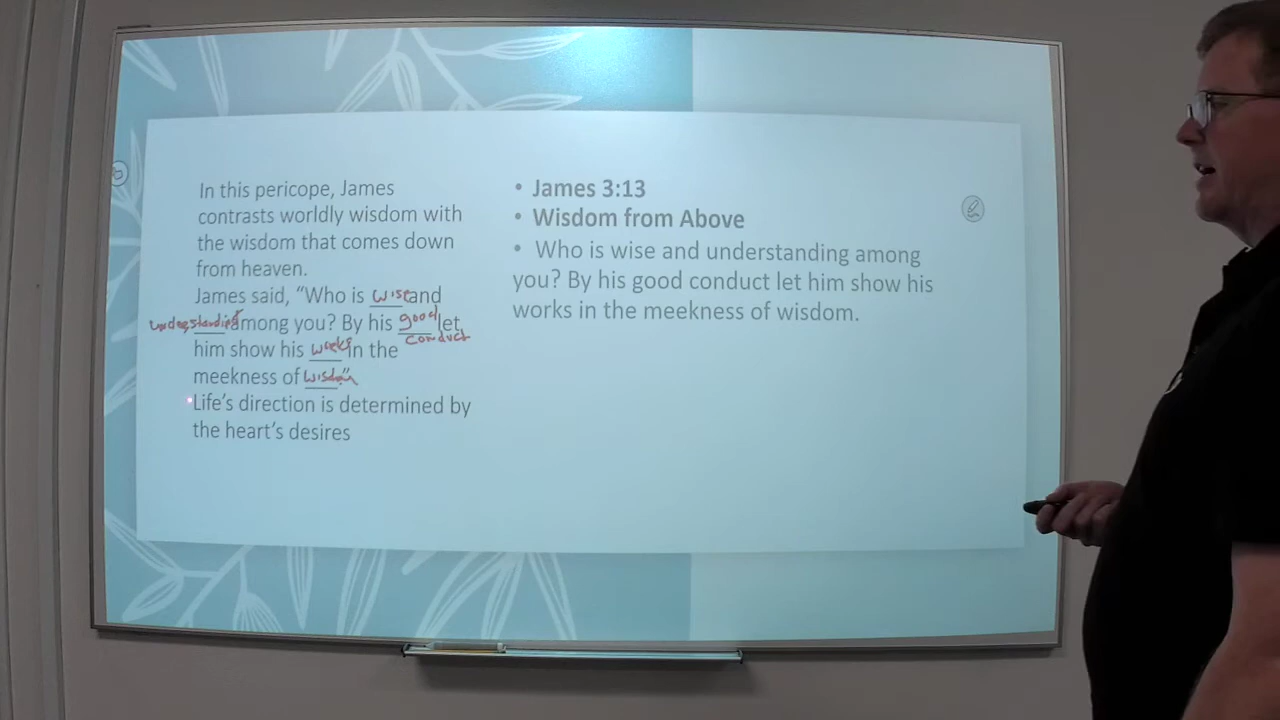 In this pericope, James
contrasts worldly wisdom with
the wisdom that comes down
from heaven.
James said, “Who is wise and
understanding among you? By his good let
conduct
him show his works in the
meekness of wisdom”
Life's direction is determined by
the heart's desires
• James 3:13
• Wisdom from Above
• Who is wise and understanding among
you? By his good conduct let him show his
works in the meekness of wisdom.